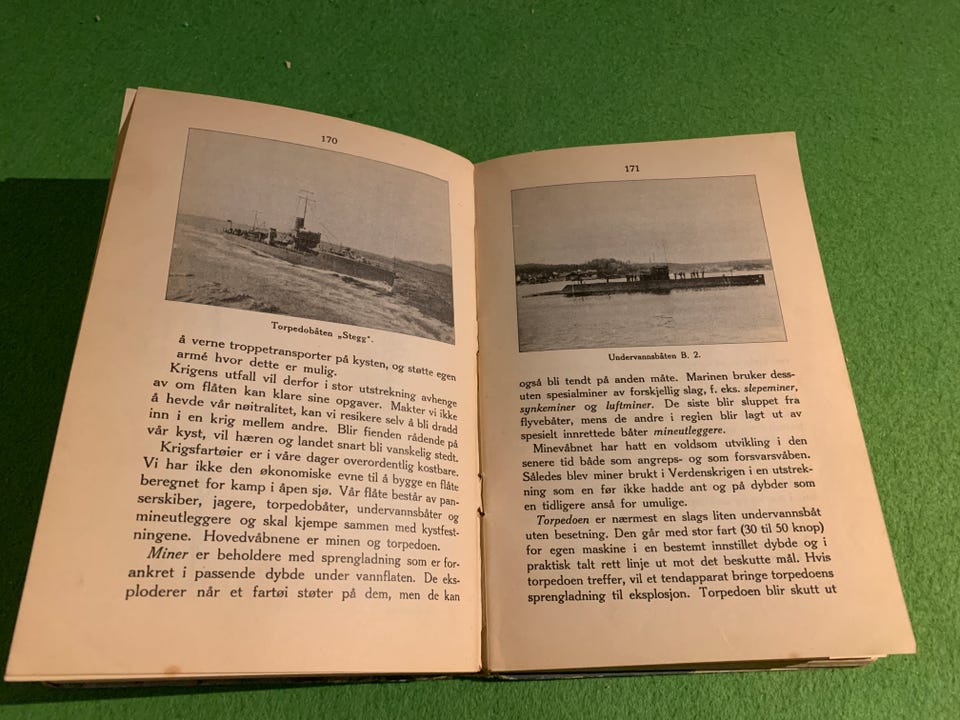 170
Torpedobåten „Stegg".
å verne troppetransporter på kysten, og støtte egen
armé hvor dette er mulig.
Krigens utfall vil derfor i stor utstrekning avhenge
av om flåten kan klare sine opgaver. Makter vi ikke
å hevde vår nøitralitet, kan vi resikere selv å bli dradd
inn i en krig mellem andre. Blir fienden rådende på
vår kyst, vil hæren og landet snart bli vanskelig stedt.
Krigsfartøier er i våre dager overordentlig kostbare.
Vi har ikke den økonomiske evne til å bygge en flåte
beregnet for kamp i åpen sjø. Vår flåte består av pan-
serskiber, jagere, torpedobåter, undervannsbåter og
mineutleggere og skal kjempe sammen med kystfest-
ningene. Hovedvåbnene er minen og torpedoen.
Miner er beholdere med sprengladning som er for-
ankret i passende dybde under vannflaten. De eks-
ploderer når et fartøi støter på dem, men de kan
171
Undervannsbåten B. 2.
også bli tendt på anden måte. Marinen bruker dess-
uten spesialminer av forskjellig slag, f. eks. slepeminer,
synkeminer og luftminer. De siste blir sluppet fra
flyvebåter, mens de andre i reglen blir lagt ut av
spesielt innrettede båter mineutleggere.
Minevåbnet har hatt en voldsom utvikling i den
senere tid både som angreps- og som forsvarsvåben.
Således blev miner brukt i Verdenskrigen i en utstrek-
ning som en før ikke hadde ant og på dybder som
en tidligere anså for umulige.
Torpedoen er nærmest en slags liten undervannsbåt
uten besetning. Den går med stor fart (30 til 50 knop)
for egen maskine i en bestemt innstillet dybde og i
praktisk talt rett linje ut mot det beskutte mål. Hvis
torpedoen treffer, vil et tendapparat bringe torpedoens
sprengladning til eksplosjon. Torpedoen blir skutt ut